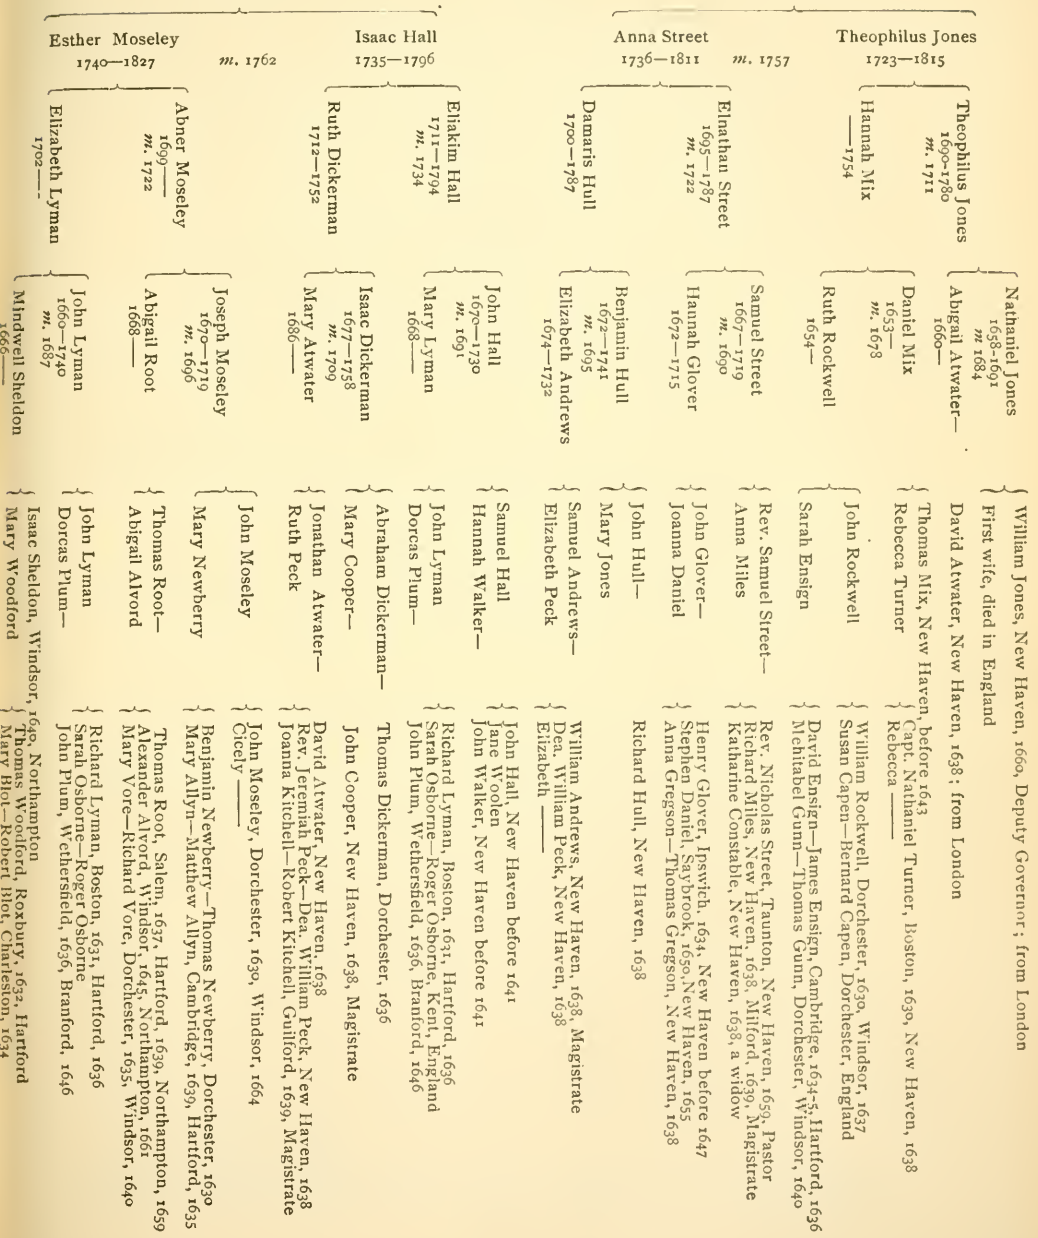 Esther Moseley
1740—1827
m. 1762
Isaac Hall
1735—1796
Anna Street
1736—1811
m. 1757
Theophilus Jones
1723—1815
Elizabeth Lyman
1702——
Abner Moseley
1699——
m. 1722
Ruth Dickerman
1712—1752
Eliakim Hall
1711—1794
m. 1734
Damaris Hull
1700—1787
Elnathan Street
1695—1787
m. 1722
Hannah Mix
——1754
Theophilus Jones
1690-1780
m. 1711
Mindwell Sheldon
1666——
John Lyman
1660—1740
m. 1687
Abigail Root
1668——
Joseph Moseley
1670—1719
m. 1696
Mary Atwater
1686——
Isaac Dickerman
1677—1758
m. 1709
Mary Lyman
1668——
John Hall
1670—1730
m. 1691
Elizabeth Andrews
1674—1732
Benjamin Hull
1672—1741
m. 1695
Hannah Glover
1672—1715
Samuel Street
1667—1719
m. 1690
Ruth Rockwell
1654—
Daniel Mix
1653—
m. 1678
Abigail Atwater—
1660—
Nathaniel Jones
1658-1691
m 1684
Mary Woodford
Isaac Sheldon, Windsor, 1640, Northampton
Dorcas Plum—
John Lyman
Abigail Alvord
Thomas Root—
Mary Newberry
John Moseley
Ruth Peck
Jonathan Atwater—
Mary Cooper—
Abraham Dickerman—
Dorcas Plum—
John Lyman
Hannah Walker—
Samuel Hall
Elizabeth Peck
Samuel Andrews—
Mary Jones
John Hull—
Joanna Daniel
John Glover—
Anna Miles
Rev. Samuel Street—
Sarah Ensign
John Rockwell
Rebecca Turner
Thomas Mix, New Haven, before 1643
David Atwater, New Haven, 1638; from London
First wife, died in England
William Jones, New Haven, 1660, Deputy Governor; from London
Mary Blot—Robert Blot, Charleston, 1634
Thomas Woodford, Roxbury, 1632, Hartford
John Plum, Wethersfield, 1636, Branford, 1646
Sarah Osborne—Roger Osborne
Richard Lyman, Boston, 1631, Hartford, 1636
Mary Vore—Richard Vore, Dorchester, 1635, Windsor, 1640
Alexander Alvord, Windsor, 1645, Northampton, 1661
Thomas Root, Salem, 1637, Hartford, 1639, Northampton, 1659
Mary Allyn—Matthew Allyn, Cambridge, 1639, Hartford, 1635
Benjamin Newberry—Thomas Newberry, Dorchester, 1630
Cicely ——
John Moseley, Dorchester, 1630, Windsor, 1664
Joanna Kitchell—Robert Kitchell, Guilford, 1639, Magistrate
Rev. Jeremiah Peck—Dea. William Peck, New Haven, 1638
David Atwater, New Haven, 1638
John Cooper, New Haven, 1638, Magistrate
Thomas Dickerman, Dorchester, 1636
John Plum, Wethersfield, 1636, Branford, 1646
Sarah Osborne—Roger Osborne, Kent, England
Richard Lyman, Boston, 1631, Hartford, 1636
John Walker, New Haven before 1641
Jane Woolen
John Hall, New Haven before 1641
Elizabeth ——
Dea. William Peck, New Haven, 1638
William Andrews, New Haven, 1638, Magistrate
Richard Hull, New Haven, 1638
Anna Gregson—Thomas Gregson, New Haven, 1638
Stephen Daniel, Saybrook, 1650, New Haven, 1655
Henry Glover, Ipswich, 1634, New Haven before 1647
Katharine Constable, New Haven, 1638, a widow
Richard Miles, New Haven, 1638, Milford, 1639, Magistrate
Rev. Nicholas Street, Taunton, New Haven, 1659, Pastor
Mehitabel Gunn—Thomas Gunn, Dorchester, Windsor, 1640
David Ensign—James Ensign, Cambridge, 1634-5, Hartford, 1636
Susan Capen—Bernard Capen, Dorchester, England
William Rockwell, Dorchester, 1630, Windsor, 1637
Rebecca ——
Capt. Nathaniel Turner, Boston, 1630, New Haven, 1638